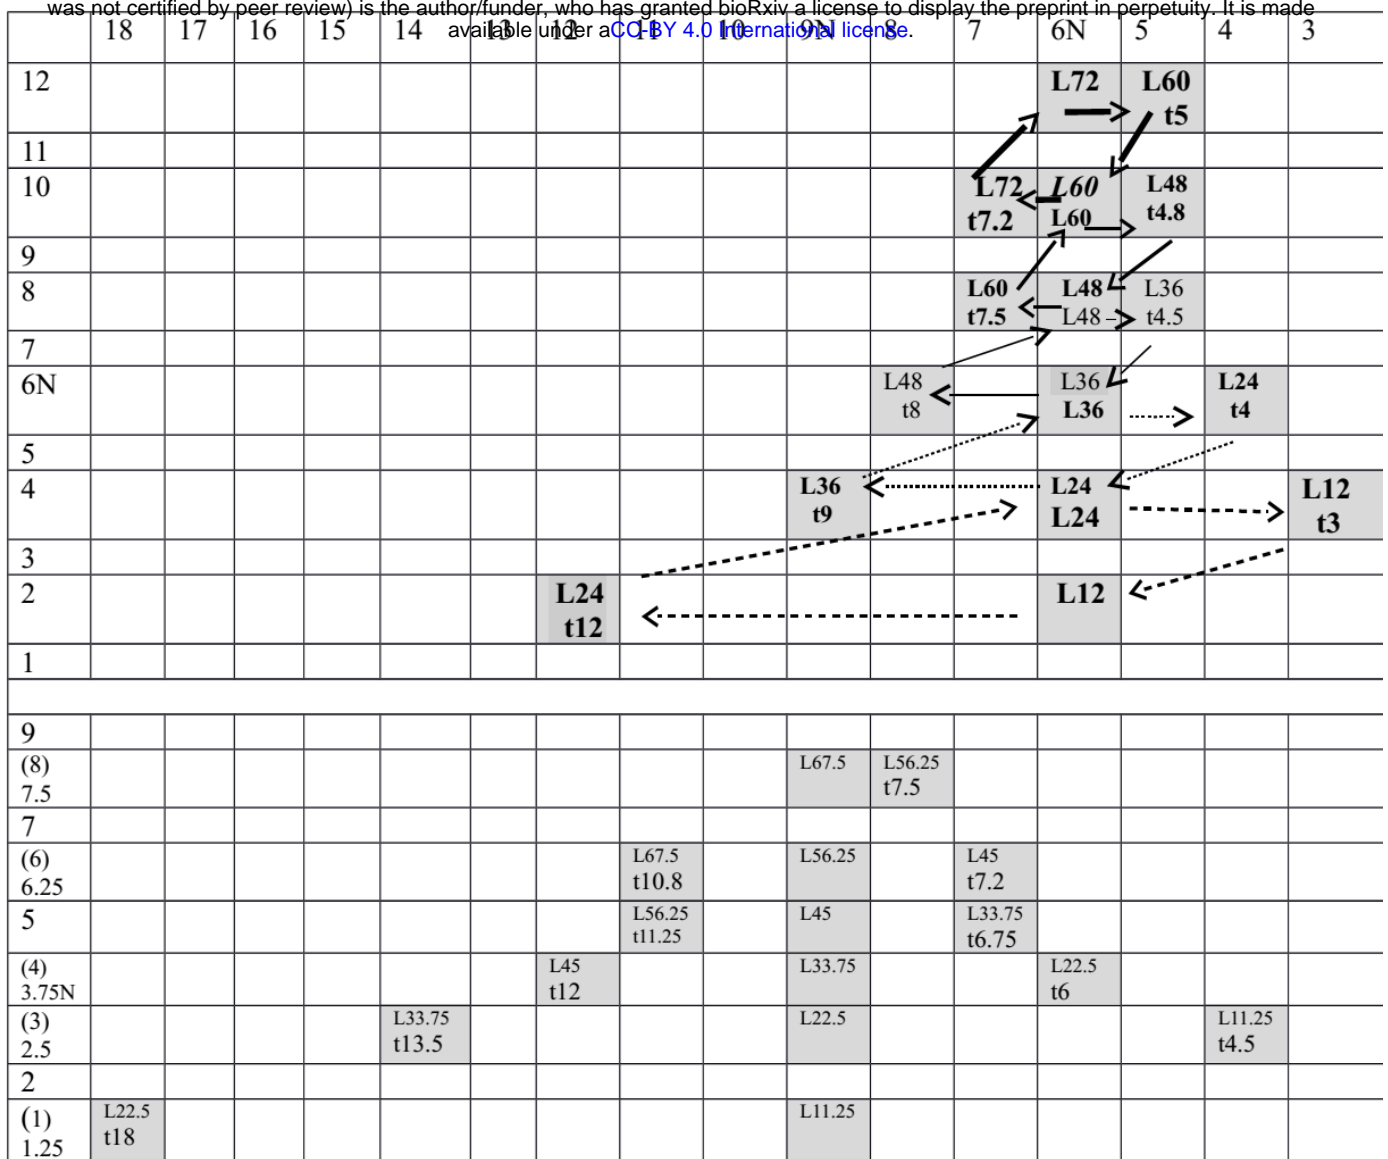 was not certified by peer review) is the author/funder, who has granted bioRxiv a license to display the preprint in perpetuity. It is made
available under aCC-BY 4.0 International license.
18 17 16 15 14 13 12 11 10 9N 8 7 6N 5 4 3
12 L72 L60
t5
11
10 L72 L60 L48
t7.2 L60 t4.8
9
8 L60 L48 L36
t7.5 L48 t4.5
7
6N L48 L36 L24
t8 L36 t4
5
4 L36 L24 L12
t9 L24 t3
3
2 L24 L12
t12
1
9
(8) L67.5 L56.25
7.5 t7.5
7
(6) L67.5 L56.25 L45
6.25 t10.8 t7.2
5 L56.25 L45 L33.75
t11.25 t6.75
(4) L45 L33.75 L22.5
3.75N t12 t6
(3) L33.75 L22.5 L11.25
2.5 t13.5 t4.5
2
(1) L22.5 L11.25
1.25 t18